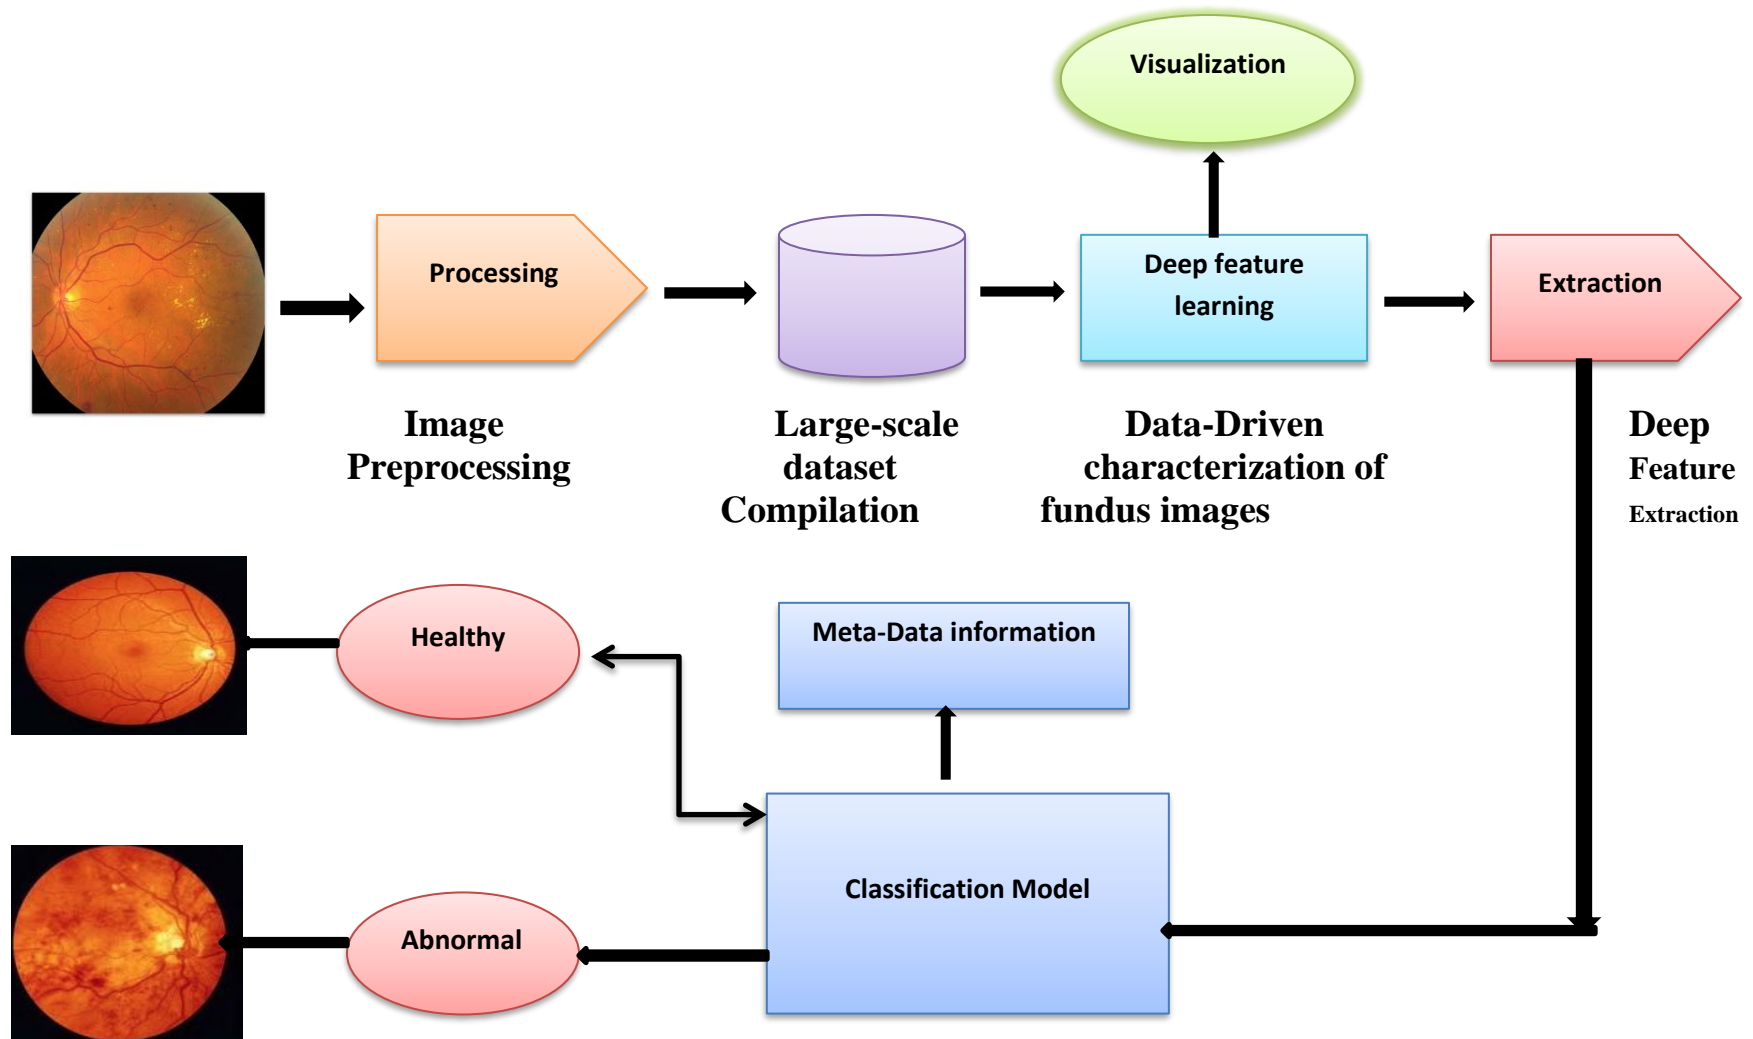 Visualization
Processing
Deep feature
learning
Extraction
Image
Preprocessing
Large-scale
dataset
Compilation
Data-Driven
characterization of
fundus images
Deep
Feature
Extraction
Healthy
Meta-Data information
Classification Model
Abnormal